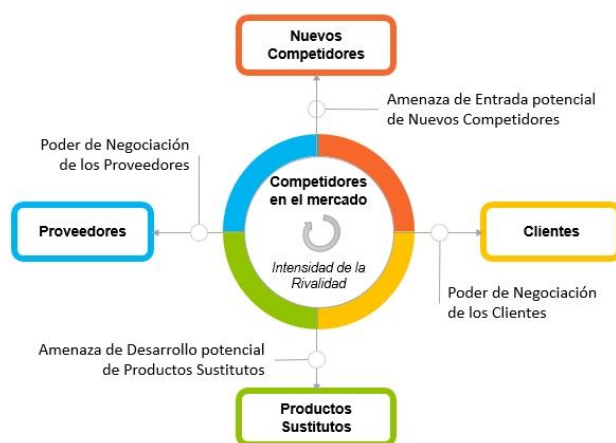 Nuevos
Competidores
Amenaza de Entrada potencial
de Nuevos Competidores
Poder de Negociación
de los Proveedores
Competidores
en el mercado
Proveedores
Clientes
Intensidad de la
Rivalidad
Poder de Negociación
de los Clientes
Amenaza de Desarrollo potencial
de Productos Sustitutos
Productos
Sustitutos